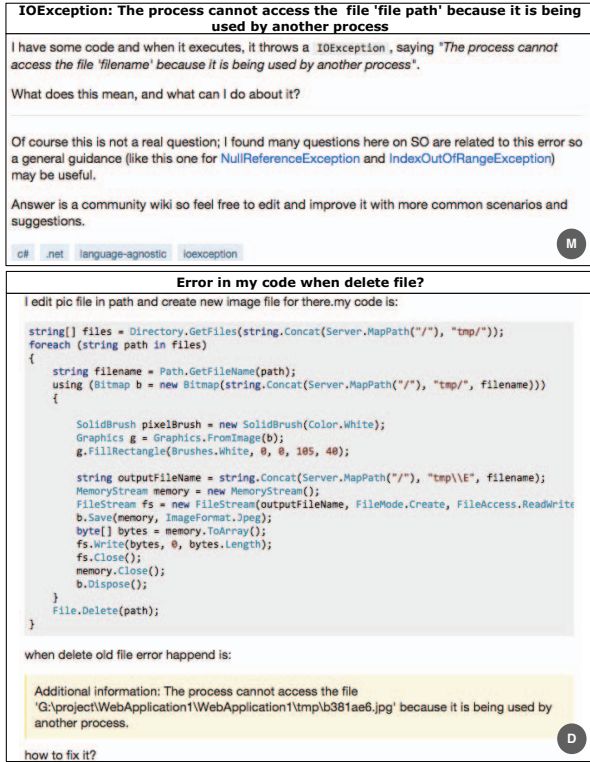 IOException: The process cannot access the file 'file path' because it is being
used by another process
I have some code and when it executes, it throws a IOException, saying "The process cannot
access the file 'filename' because it is being used by another process".
What does this mean, and what can I do about it?
Of course this is not a real question; I found many questions here on SO are related to this error so
a general guidance (like this one for NullReferenceException and IndexOutOfRangeException)
may be useful.
Answer is a community wiki so feel free to edit and improve it with more common scenarios and
suggestions.
c# .net language-agnostic ioexception
M
Error in my code when delete file?
I edit pic file in path and create new image file for there.my code is:
string[] files = Directory.GetFiles(string.Concat(Server.MapPath("/"), "tmp/"));
foreach (string path in files)
{
string filename = Path.GetFileName(path);
using (Bitmap b = new Bitmap(string.Concat(Server.MapPath("/"), "tmp/", filename)))
{
SolidBrush pixelBrush = new SolidBrush(Color.White);
Graphics g = Graphics.FromImage(b);
g.FillRectangle(Brushes.White, 0, 0, 105, 40);
string outputFileName = string.Concat(Server.MapPath("/"), "tmp\\E", filename);
MemoryStream memory = new MemoryStream();
FileStream fs = new FileStream(outputFileName, FileMode.Create, FileAccess.ReadWrite
b.Save(memory, ImageFormat.Jpeg);
byte[] bytes = memory.ToArray();
fs.Write(bytes, 0, bytes.Length);
fs.Close();
memory.Close();
b.Dispose();
}
File.Delete(path);
}
when delete old file error happend is:
Additional information: The process cannot access the file
'G:\project\WebApplication1\WebApplication1\tmp\b381ae6.jpg' because it is being used by
another process.
D
how to fix it?